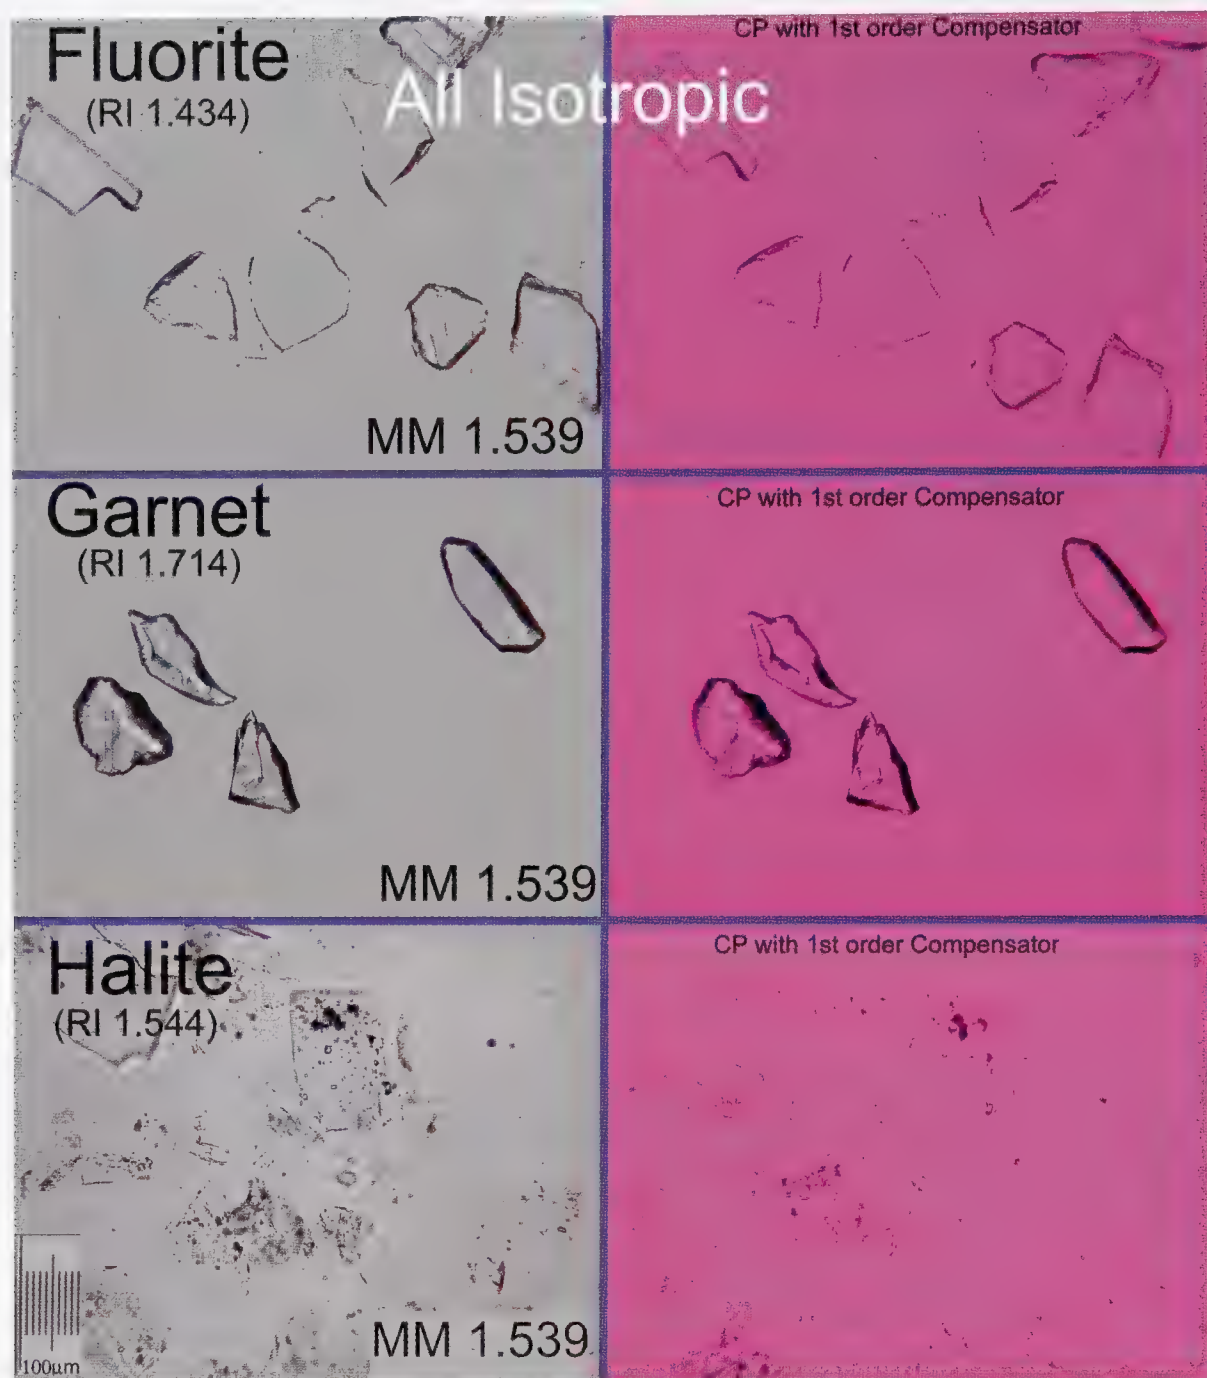 Fluorite
(RI 1.434)
All Isotropic
CP with 1st order Compensator
MM 1.539
Garnet
(RI 1.714)
CP with 1st order Compensator
MM 1.539
Halite
(RI 1.544)
CP with 1st order Compensator
MM 1.539
100µm